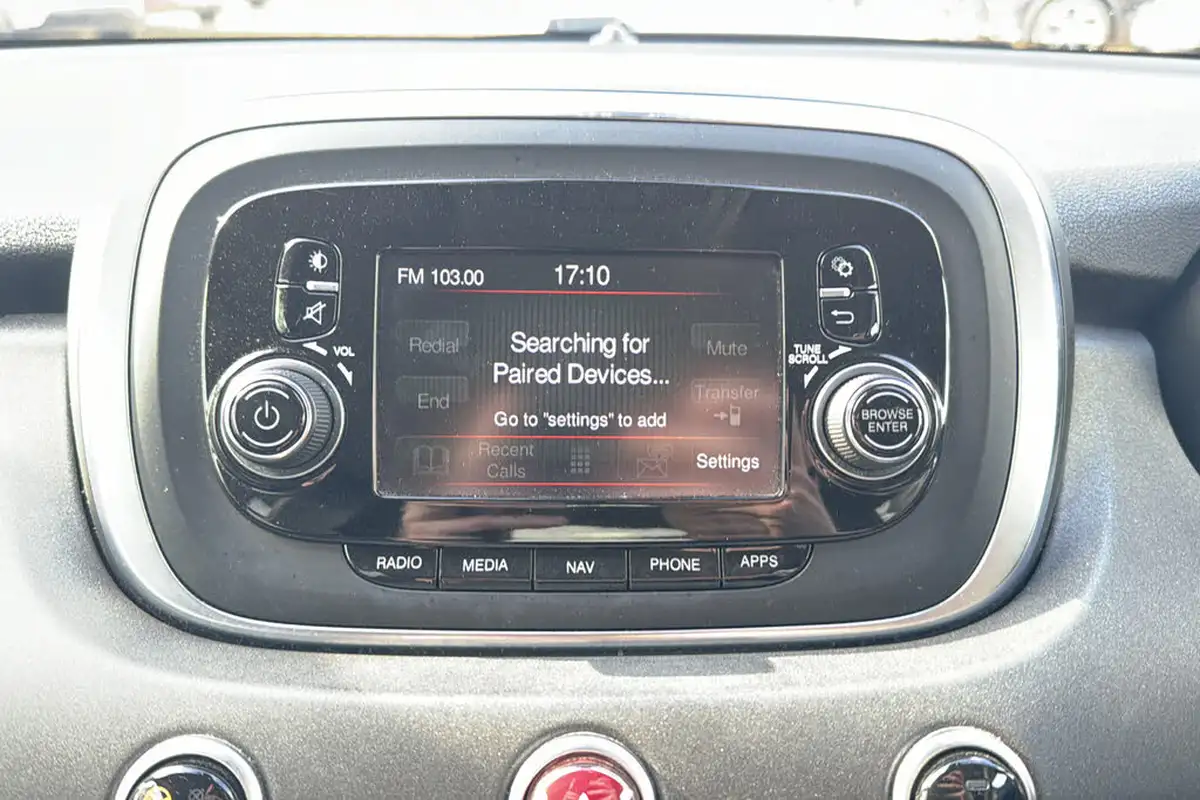 FM 103.00
17:10
VOL
TUNE
SCROLL
Redial
Searching for
Paired Devices...
Mute
End
Transfer
Go to "settings" to add
BROWSE
ENTER
Recent
Calls
Settings
RADIO
MEDIA
NAV
PHONE
APPS